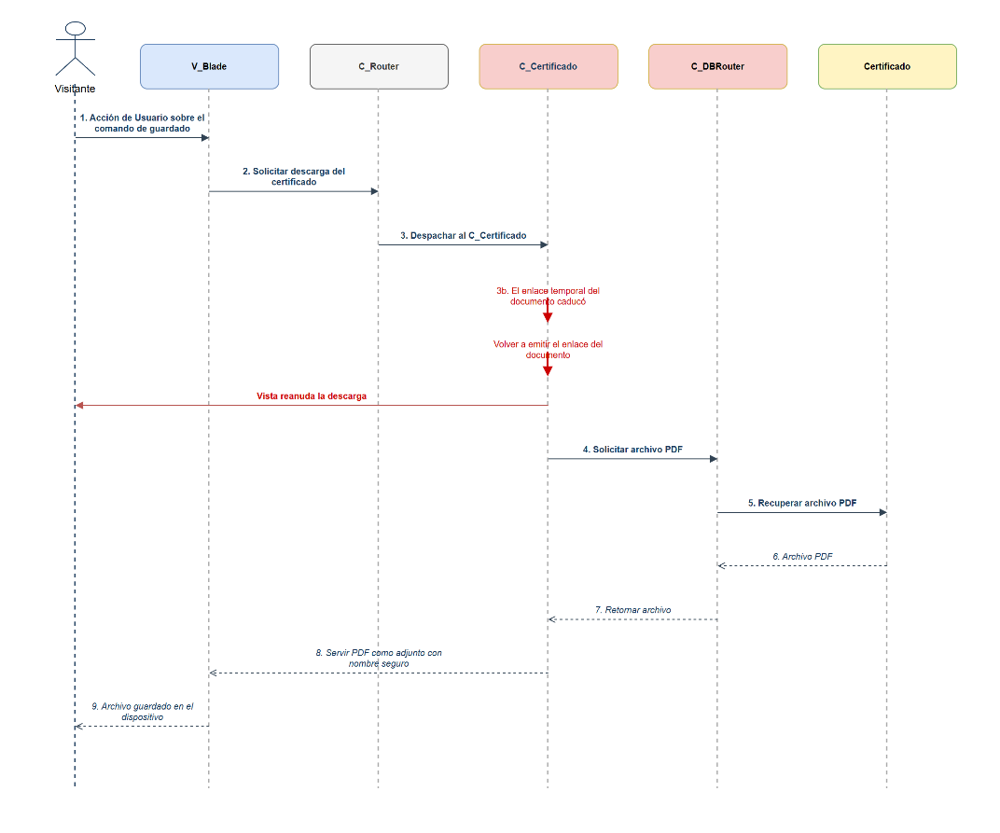 V_Blade
C_Router
C_Certificado
C_DBRouter
Certificado
Visitante
1. Acción de Usuario sobre el
comando de guardado
2. Solicitar descarga del
certificado
3. Despachar al C_Certificado
3b. El enlace temporal del
documento caducó
Volver a emitir el enlace del
documento
Vista reanuda la descarga
4. Solicitar archivo PDF
5. Recuperar archivo PDF
6. Archivo PDF
7. Retornar archivo
8. Servir PDF como adjunto con
nombre seguro
9. Archivo guardado en el
dispositivo